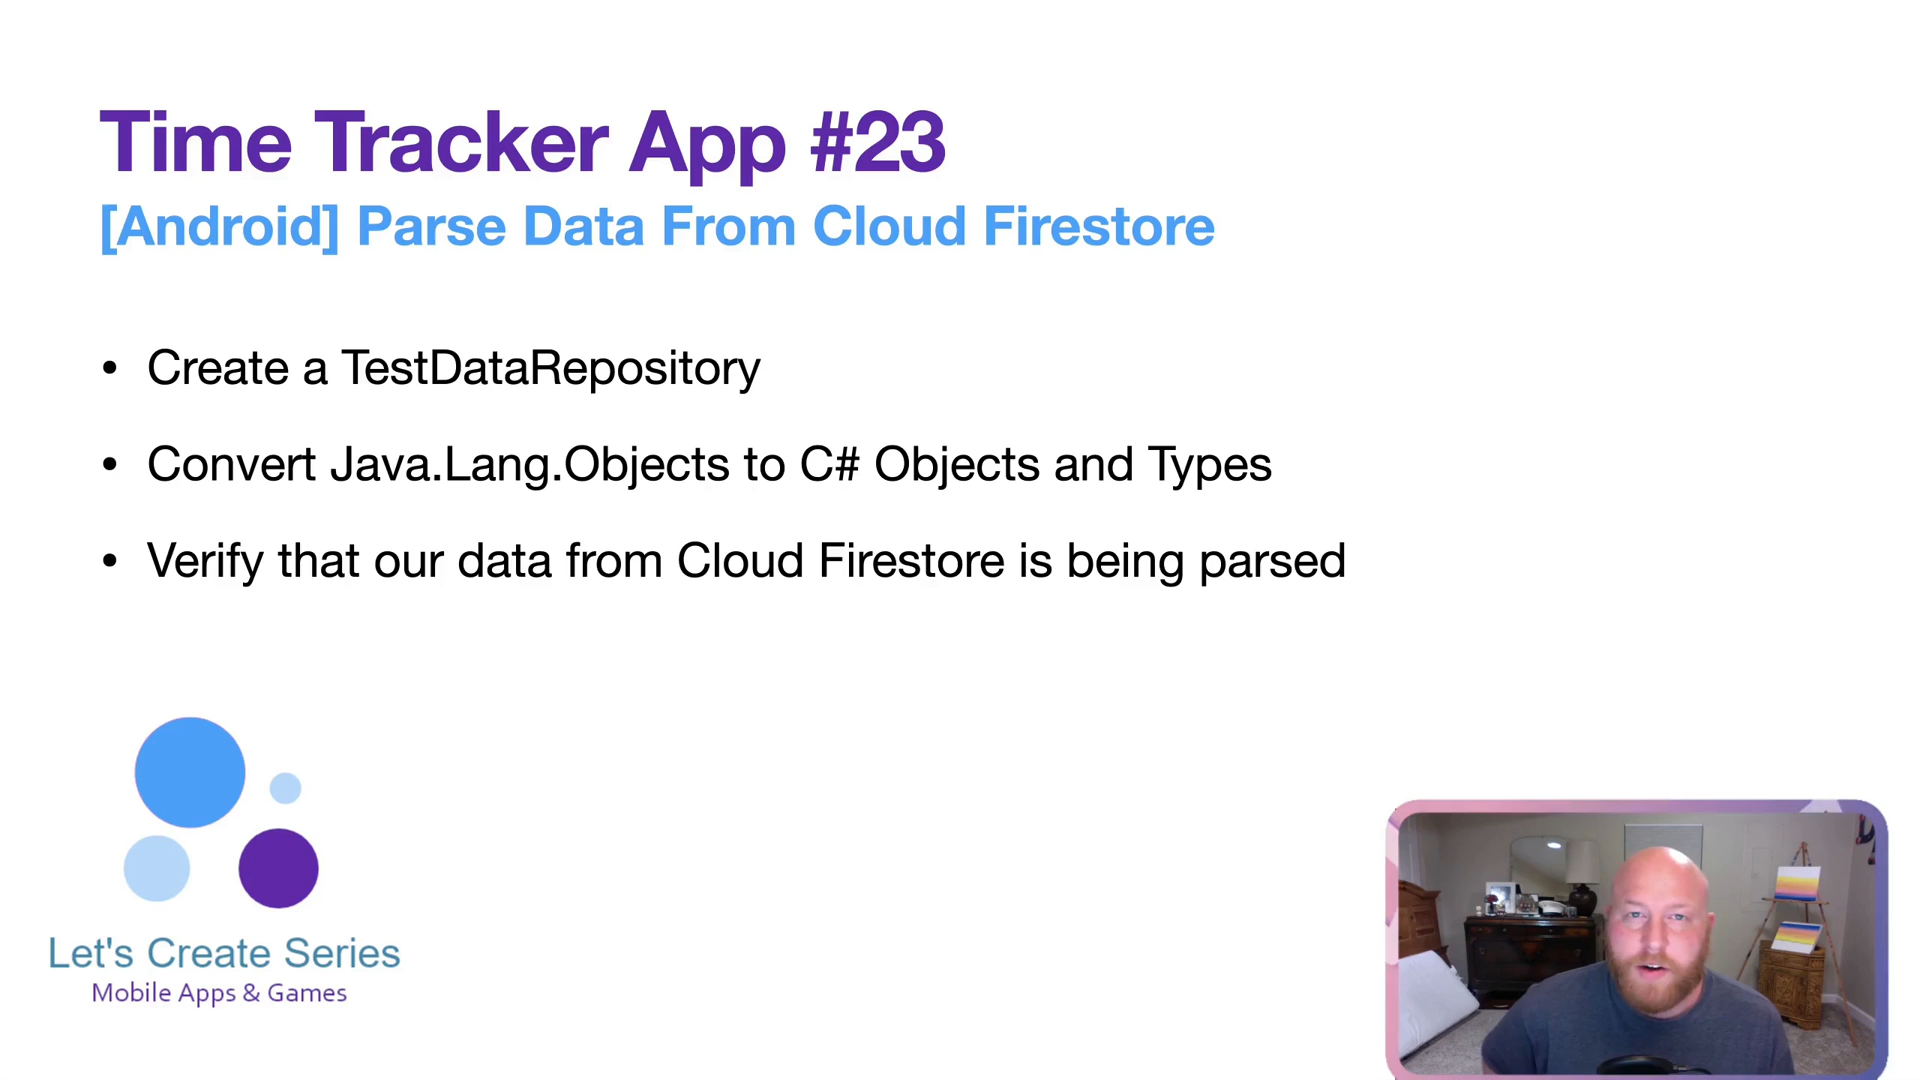 Time Tracker App #23
[Android] Parse Data From Cloud Firestore
• Create a TestDataRepository
• Convert Java.Lang.Objects to C# Objects and Types
• Verify that our data from Cloud Firestore is being parsed
Let's Create Series
Mobile Apps & Games